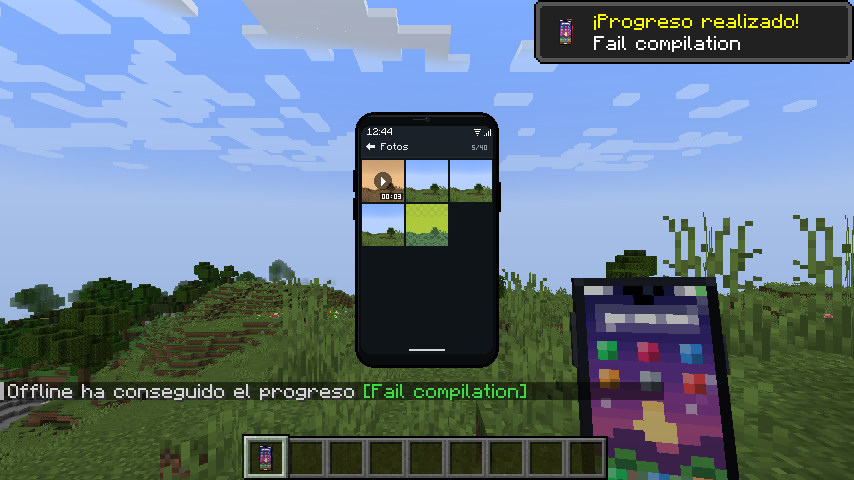 ¡Progreso realizado!
Fail compilation
12:44
Fotos
5/40
00:03
Offline ha conseguido el progreso [Fail compilation]